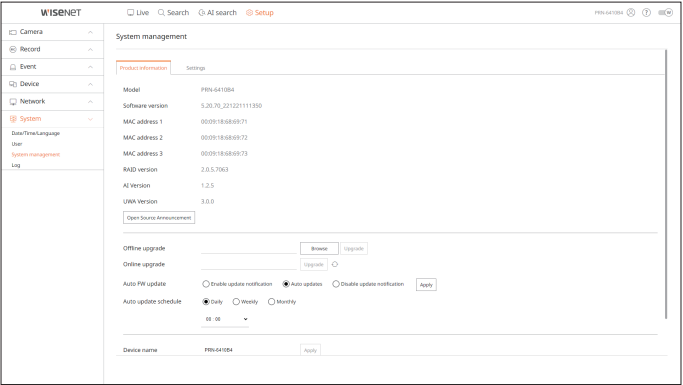 WISENET Live Search AI search Setup PRN-6410B4 ? W
Camera
Record
Event
Device
Network
System
Date/Time/Language
User
System management
Log
System management
Product information Settings
Model PRN-6410B4
Software version 5.20.70_221221111350
MAC address 1 00:09:18:68:69:71
MAC address 2 00:09:18:68:69:72
MAC address 3 00:09:18:68:69:73
RAID version 2.0.5.7063
AI Version 1.2.5
UWA Version 3.0.0
Open Source Announcement
Offline upgrade Browse Upgrade
Online upgrade Upgrade
Auto FW update Enable update notification Auto updates Disable update notification Apply
Auto update schedule Daily Weekly Monthly
00 : 00
Device name PRN-6410B4 Apply